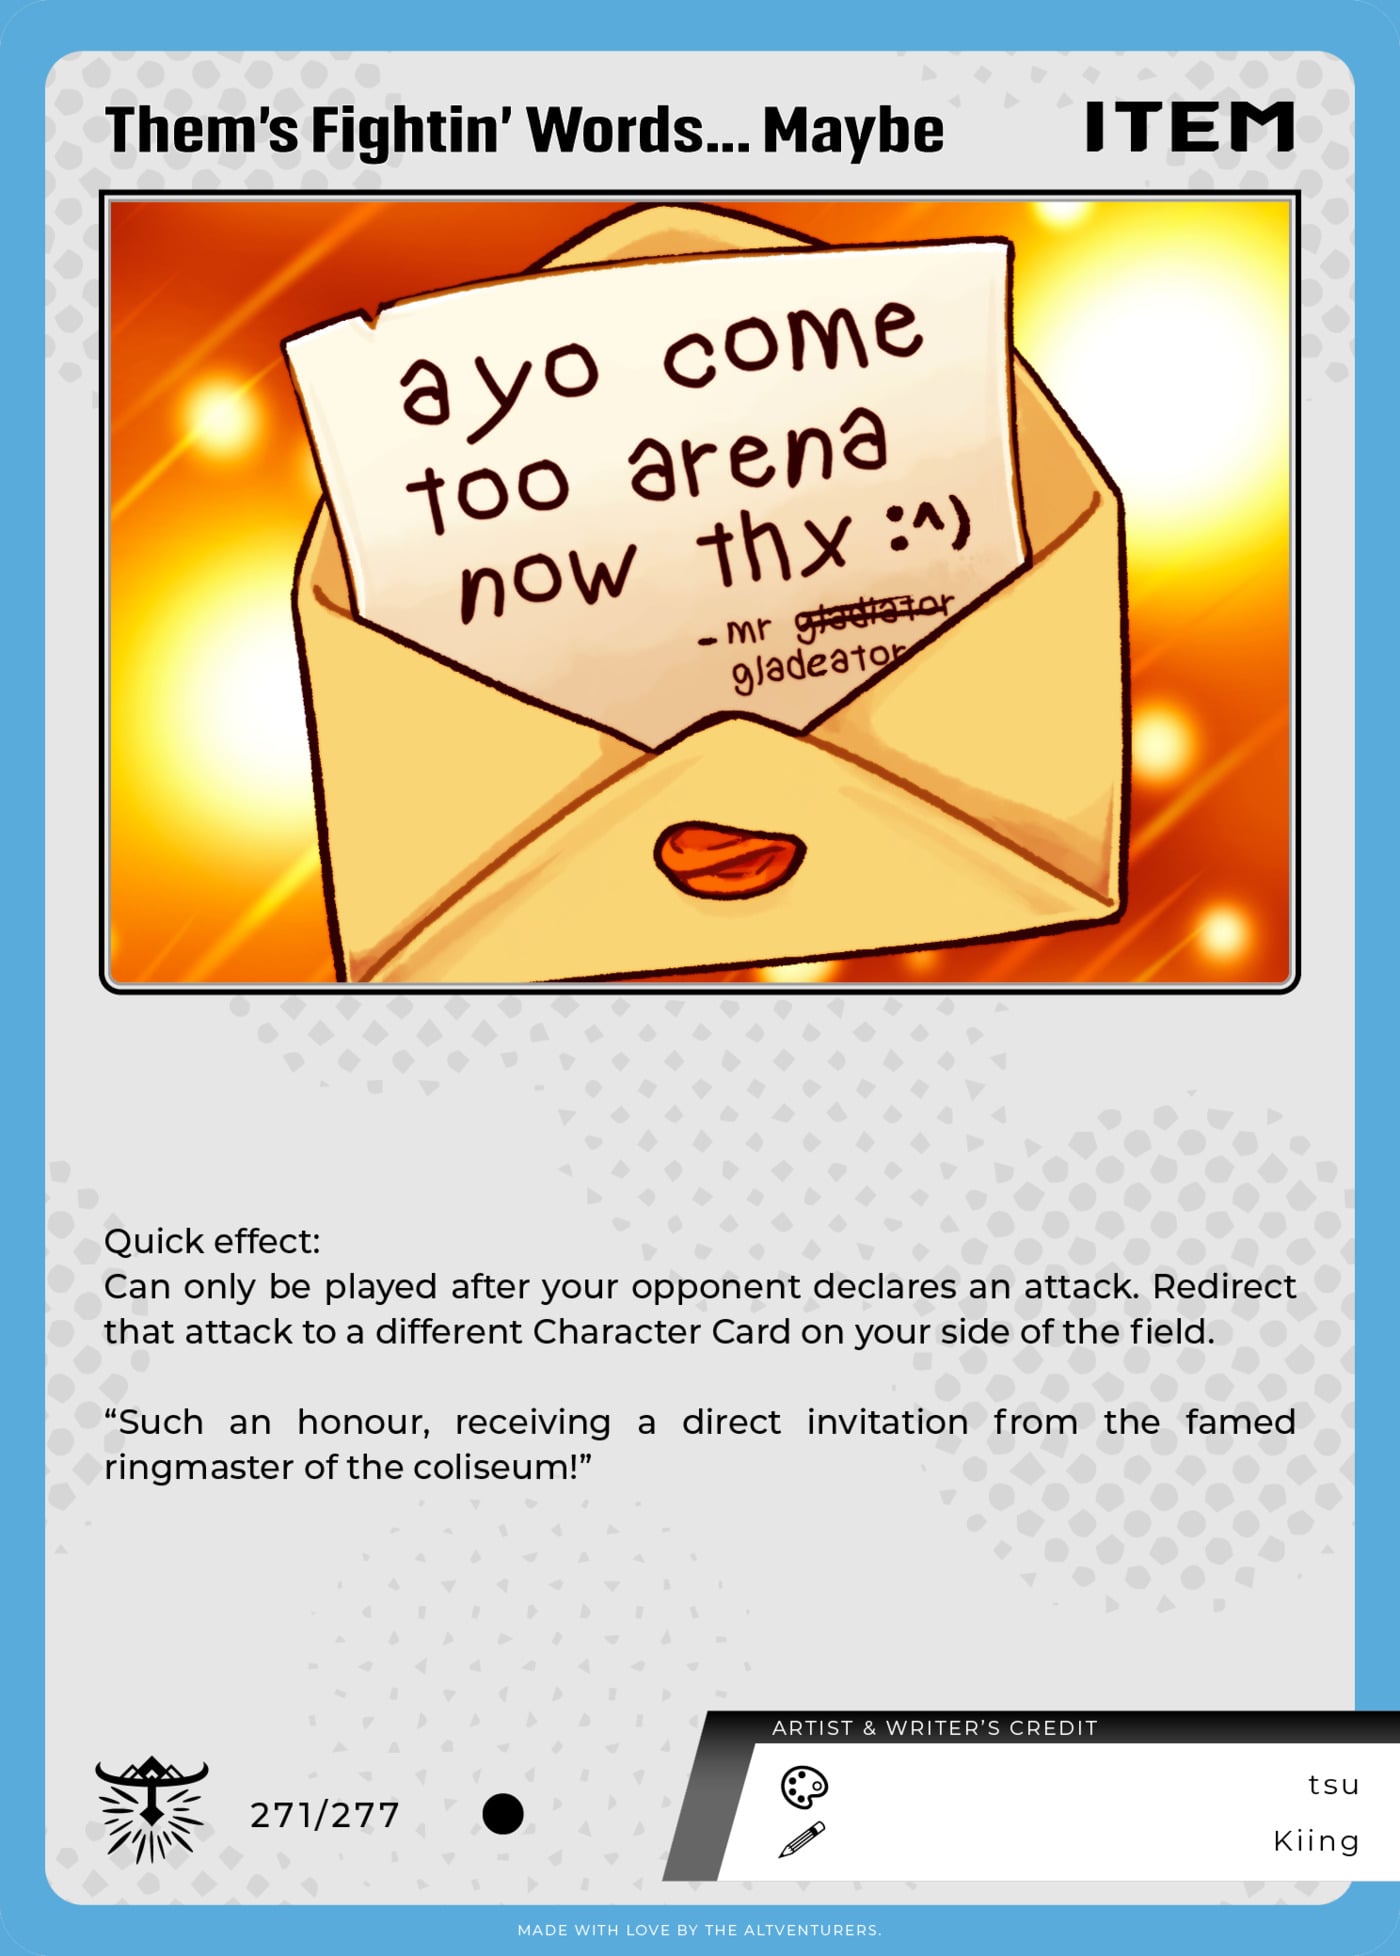 Them's Fightin' Words... Maybe
ITEM
ayo come
too arena
now thx :^)
- mr gladiator
gladeator
Quick effect:
Can only be played after your opponent declares an attack. Redirect
that attack to a different Character Card on your side of the field.
“Such an honour, receiving a direct invitation from the famed
ringmaster of the coliseum!”
ARTIST & WRITER'S CREDIT
tsu
Kiing
271/277
MADE WITH LOVE BY THE ALTVENTURERS.